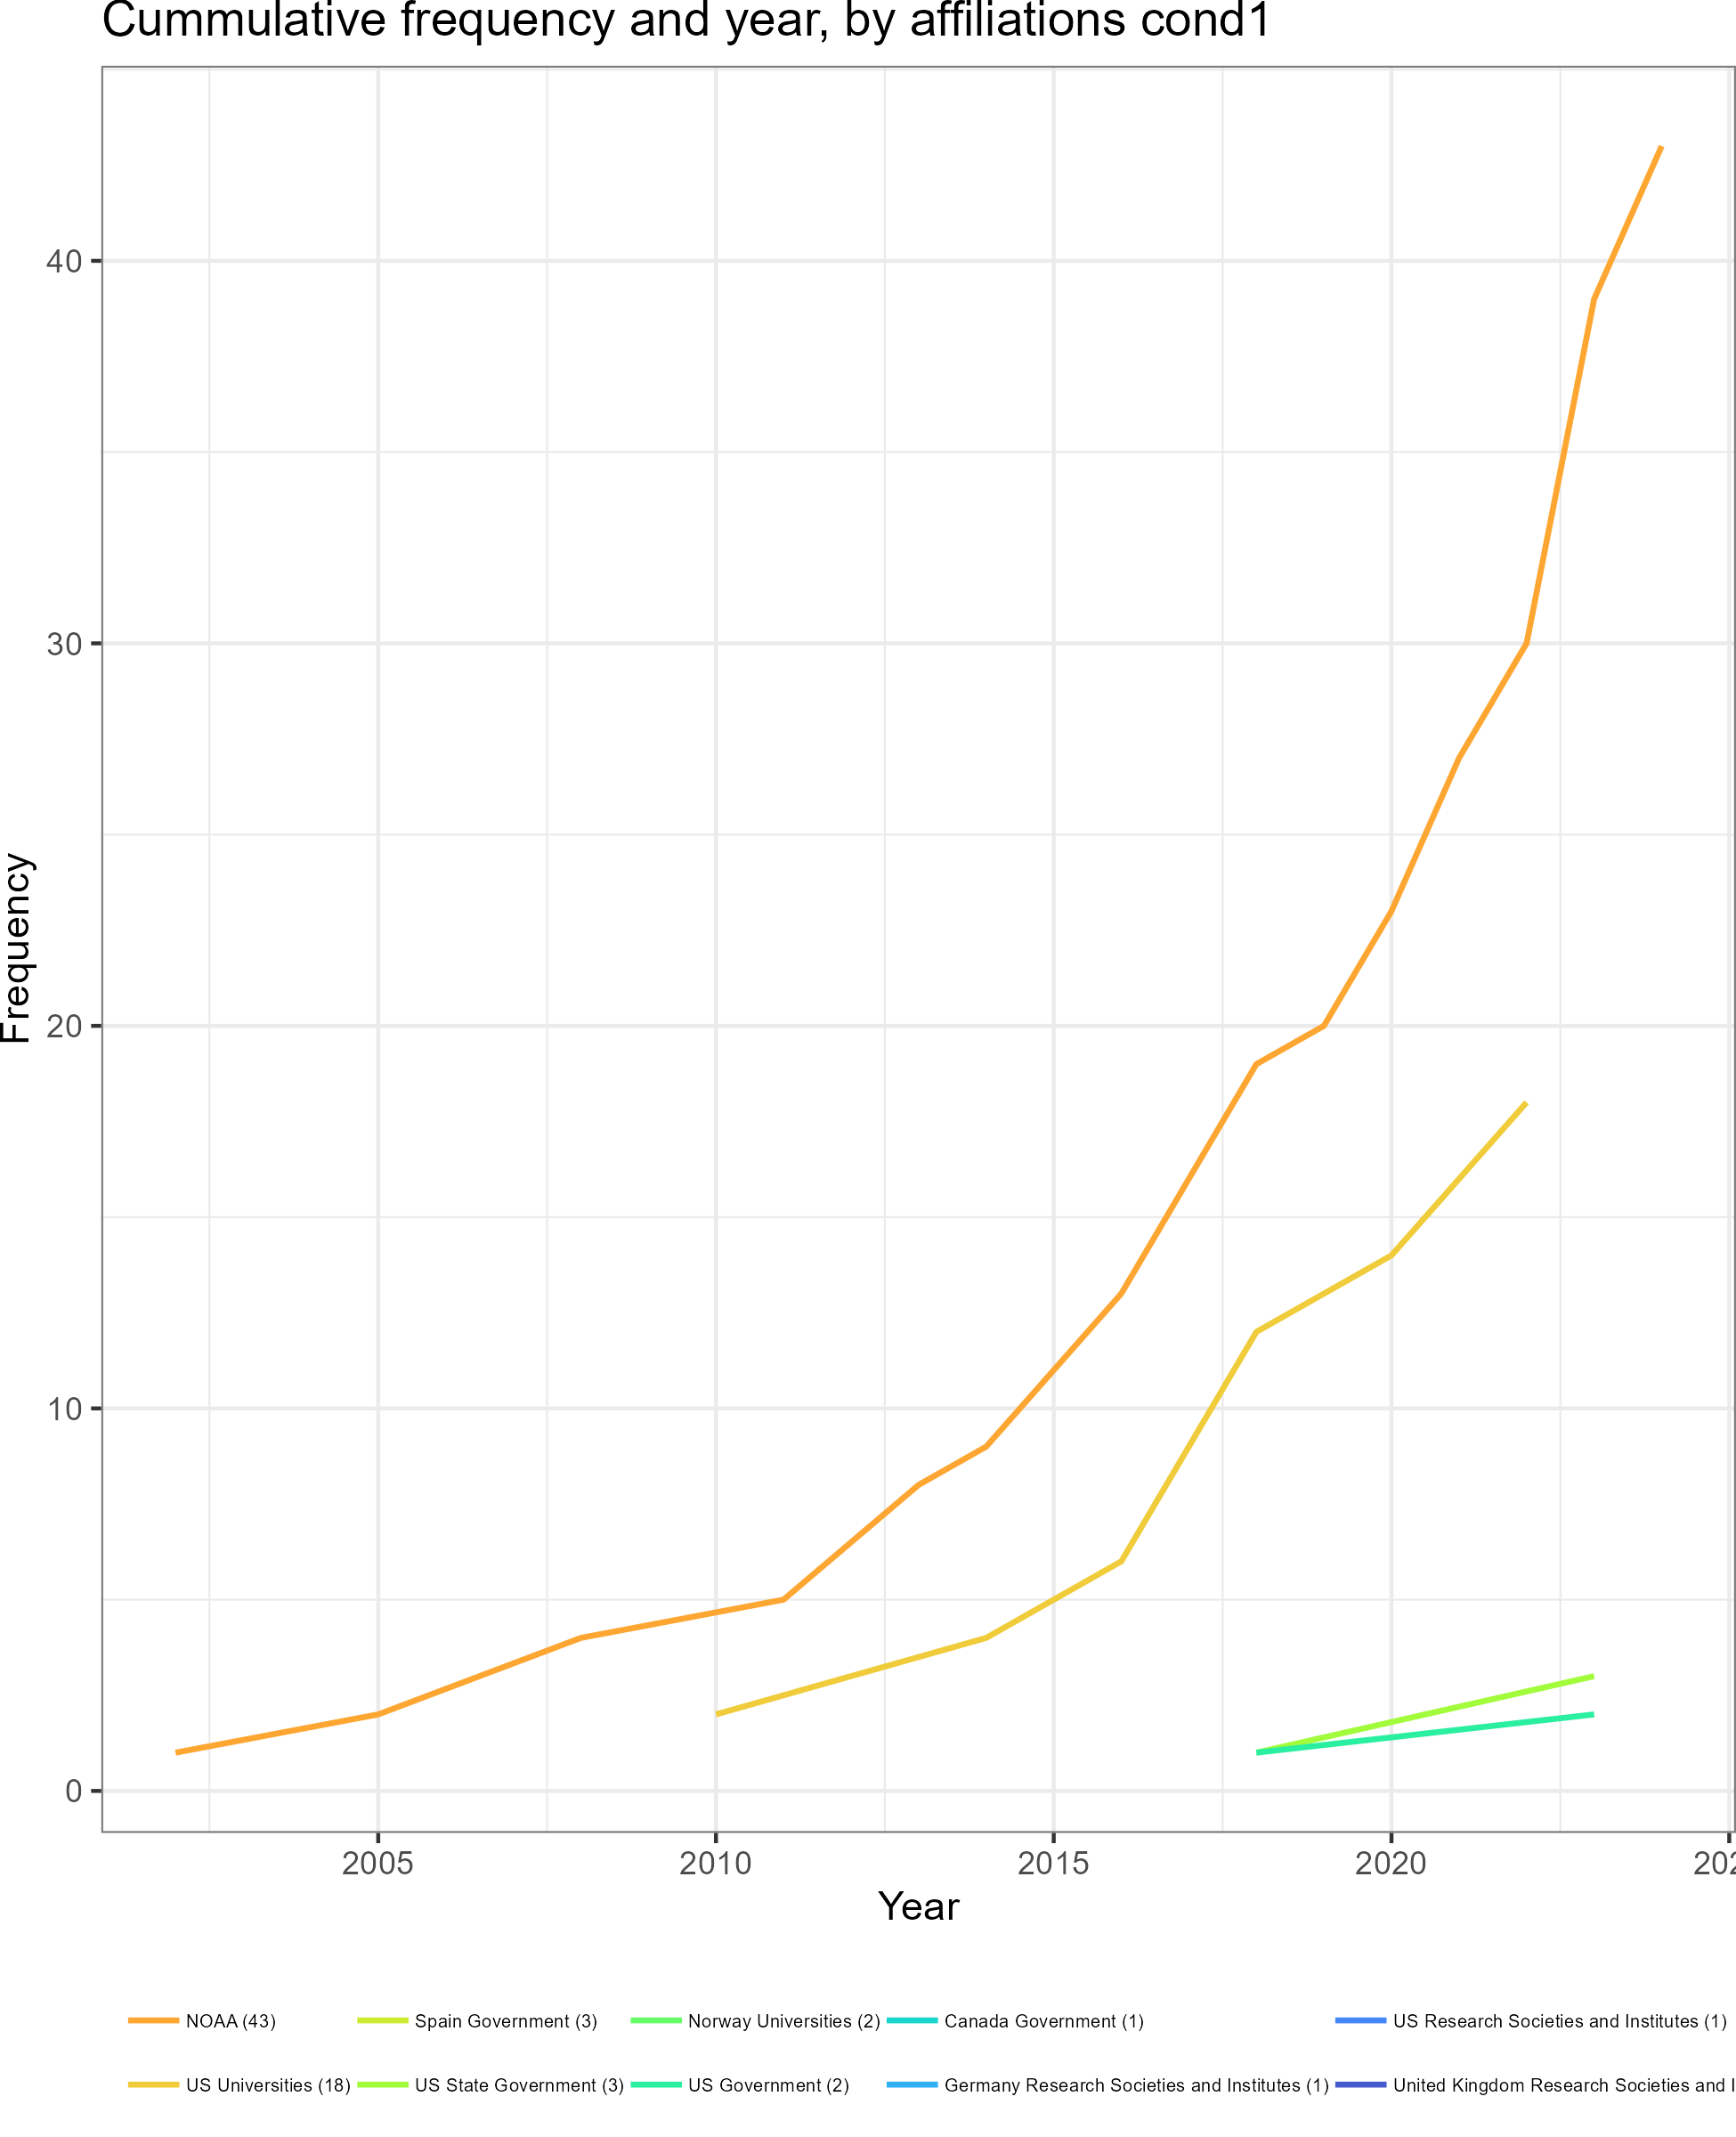 Cummulative frequency and year, by affiliations cond1
Frequency
40
30
20
10
0
2005 2010 2015 2020 202
Year
NOAA (43) Spain Government (3) Norway Universities (2) Canada Government (1) US Research Societies and Institutes (1)
US Universities (18) US State Government (3) US Government (2) Germany Research Societies and Institutes (1) United Kingdom Research Societies and